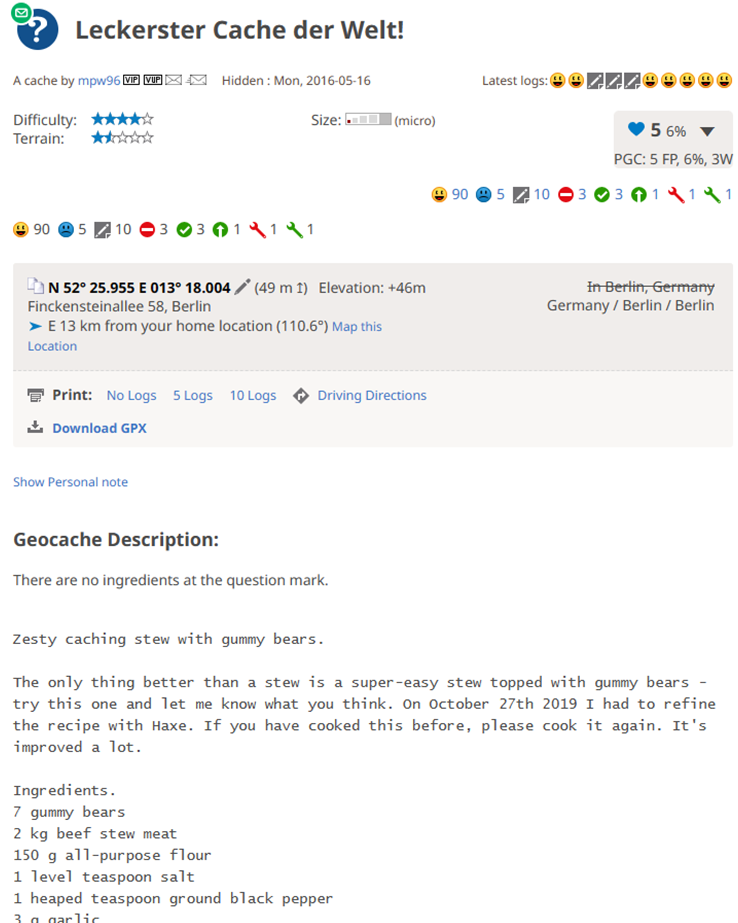 Leckerster Cache der Welt!
A cache by mpw96 VIP VUP Hidden : Mon, 2016-05-16 Latest logs:
Difficulty: Size: (micro) 5 6%
Terrain:
PGC: 5 FP, 6%, 3W
90 5 10 3 3 1 1 1
90 5 10 3 3 1 1 1
N 52° 25.955 E 013° 18.004 (49 m ↕) Elevation: +46m In Berlin, Germany
Finckensteinallee 58, Berlin Germany / Berlin / Berlin
E 13 km from your home location (110.6°) Map this
Location
Print: No Logs 5 Logs 10 Logs Driving Directions
Download GPX
Show Personal note
Geocache Description:
There are no ingredients at the question mark.
Zesty caching stew with gummy bears.
The only thing better than a stew is a super-easy stew topped with gummy bears -
try this one and let me know what you think. On October 27th 2019 I had to refine
the recipe with Haxe. If you have cooked this before, please cook it again. It's
improved a lot.
Ingredients.
7 gummy bears
2 kg beef stew meat
150 g all-purpose flour
1 level teaspoon salt
1 heaped teaspoon ground black pepper
3 g garlic